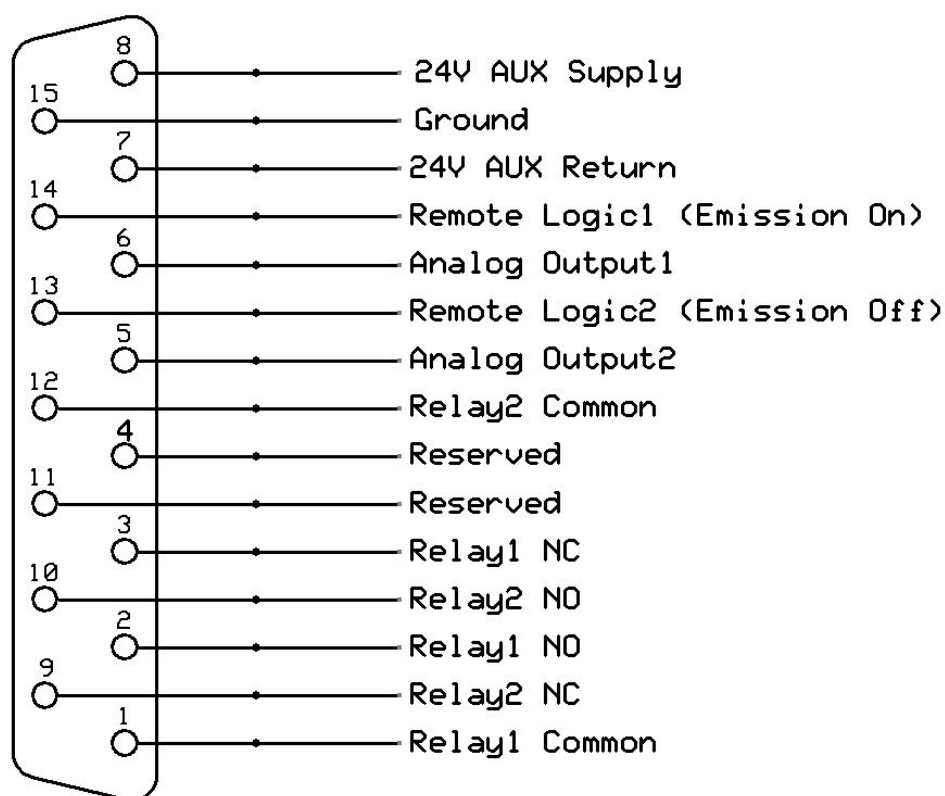 8 24V AUX Supply
15 Ground
7 24V AUX Return
14 Remote Logic1 (Emission On)
6 Analog Output1
13 Remote Logic2 (Emission Off)
5 Analog Output2
12 Relay2 Common
4 Reserved
11 Reserved
3 Relay1 NC
10 Relay2 NO
2 Relay1 NO
9 Relay2 NC
1 Relay1 Common